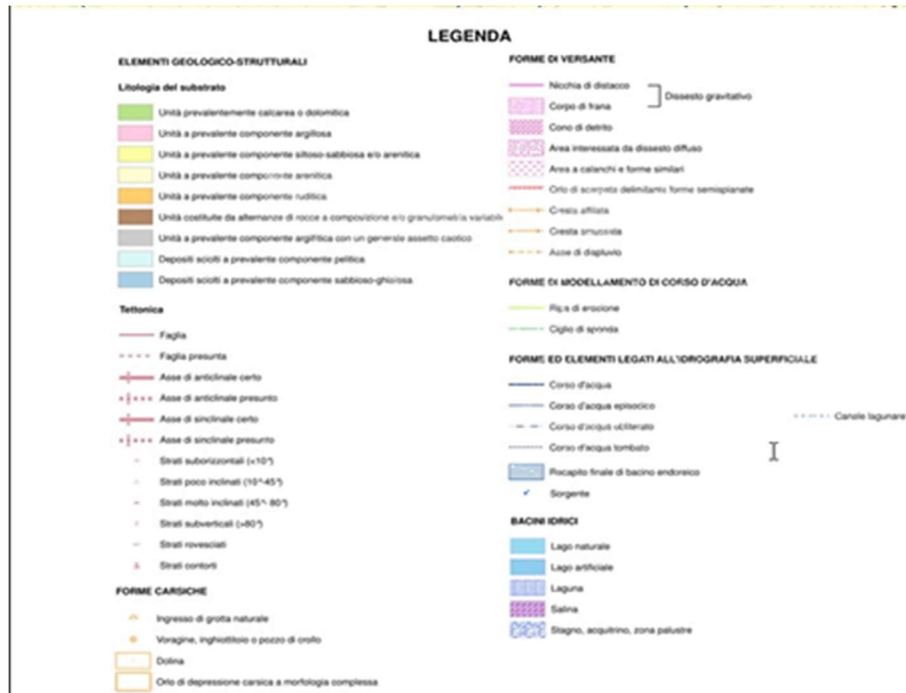 LEGENDA
ELEMENTI GEOLOGICO-STRUTTURALI
Litologia del substrato
Unità prevalentemente calcarea o dolomitica
Unità a prevalente componente argillosa
Unità a prevalente componente siltoso-sabbiosa e/o arenitica
Unità a prevalente componente arenitica
Unità a prevalente componente ruditica
Unità costituite da alternanze di rocce a composizione e/o granulometria variabile
Unità a prevalente componente argillitica con un generale assetto caotico
Depositi sciolti a prevalente componente pelitica
Depositi sciolti a prevalente componente sabbioso-ghiaiosa
Tettonica
Faglia
Faglia presunta
Asse di anticlinale certo
Asse di anticlinale presunto
Asse di sinclinale certo
Asse di sinclinale presunto
Strati suborizzontali (<10°)
Strati poco inclinati (10°-45°)
Strati molto inclinati (45°- 80°)
Strati subverticali (>80°)
Strati rovesciati
Strati contorti
FORME CARSICHE
Ingresso di grotta naturale
Voragine, inghiottitoio o pozzo di crollo
Dolina
Orlo di depressione carsica a morfologia complessa
FORME DI VERSANTE
Nicchia di distacco
Corpo di frana
Dissesto gravitativo
Cono di detrito
Area interessata da dissesto diffuso
Area a calanchi e forme similari
Orlo di scarpata delimitante forme semispianate
Cresta affilata
Cresta smussata
Asse di displuvio
FORME DI MODELLAMENTO DI CORSO D'ACQUA
Ripa di erosione
Ciglio di sponda
FORME ED ELEMENTI LEGATI ALL'IDROGRAFIA SUPERFICIALE
Corso d'acqua
Corso d'acqua episodico
Corso d'acqua obliterato
Corso d'acqua tombato
Recapito finale di bacino endoreico
Sorgente
Canale lagunare
BACINI IDRICI
Lago naturale
Lago artificiale
Laguna
Salina
Stagno, acquitrino, zona palustre